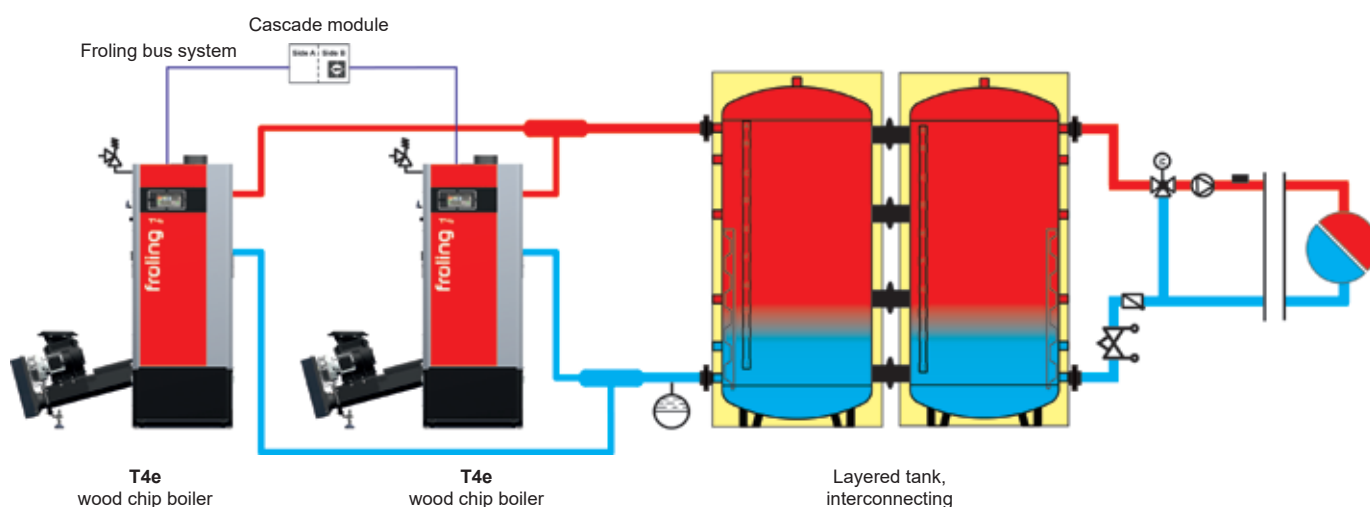 Cascade module
Froling bus system
Side A
Side B
froling
froling
T4e
wood chip boiler
T4e
wood chip boiler
Layered tank,
interconnecting